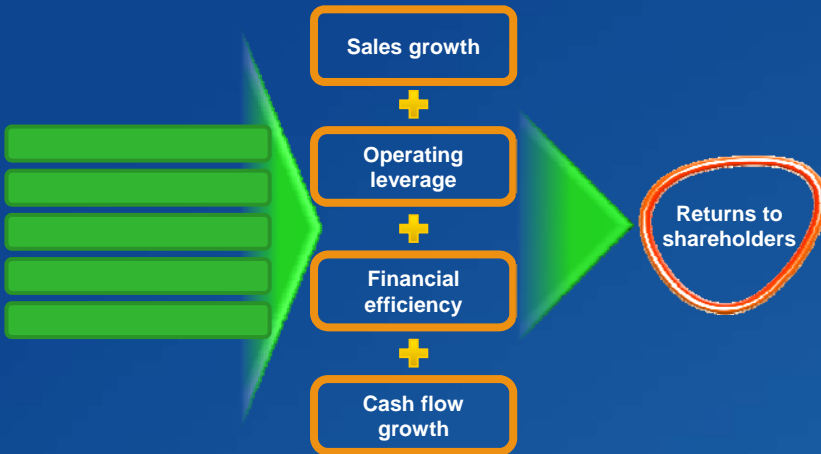 Sales growth
Operating
leverage
Financial
efficiency
Cash flow
growth
Returns to
shareholders